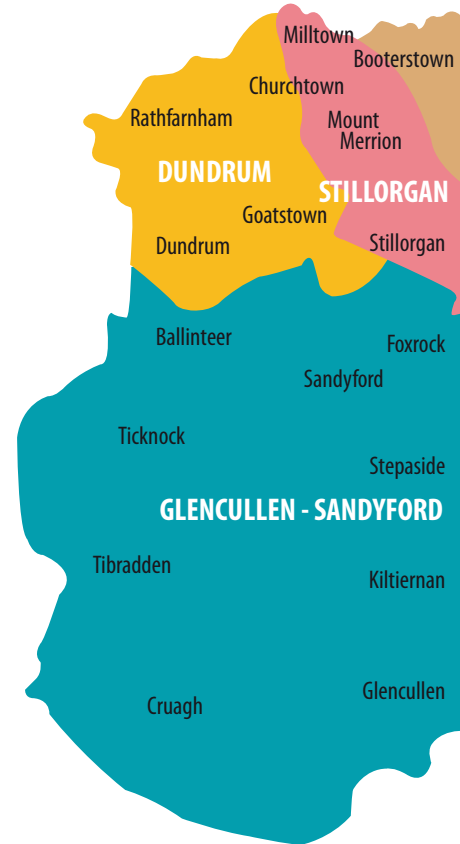 Milltown
Booterstown
Churchtown
Rathfarnham
Mount
Merrion
DUNDRUM
STILLORGAN
Goatstown
Dundrum
Stillorgan
Ballinteer
Foxrock
Sandyford
Ticknock
Stepaside
GLENCULLEN - SANDYFORD
Tibradden
Kiltiernan
Glencullen
Cruagh